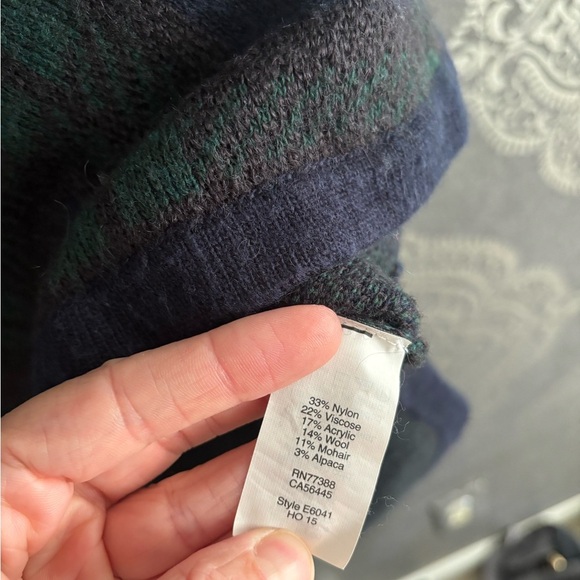 33% Nylon
22% Viscose
17% Acrylic
14% Wool
11% Mohair
3% Alpaca
RN77388
CA56445
Style E6041
HO 15